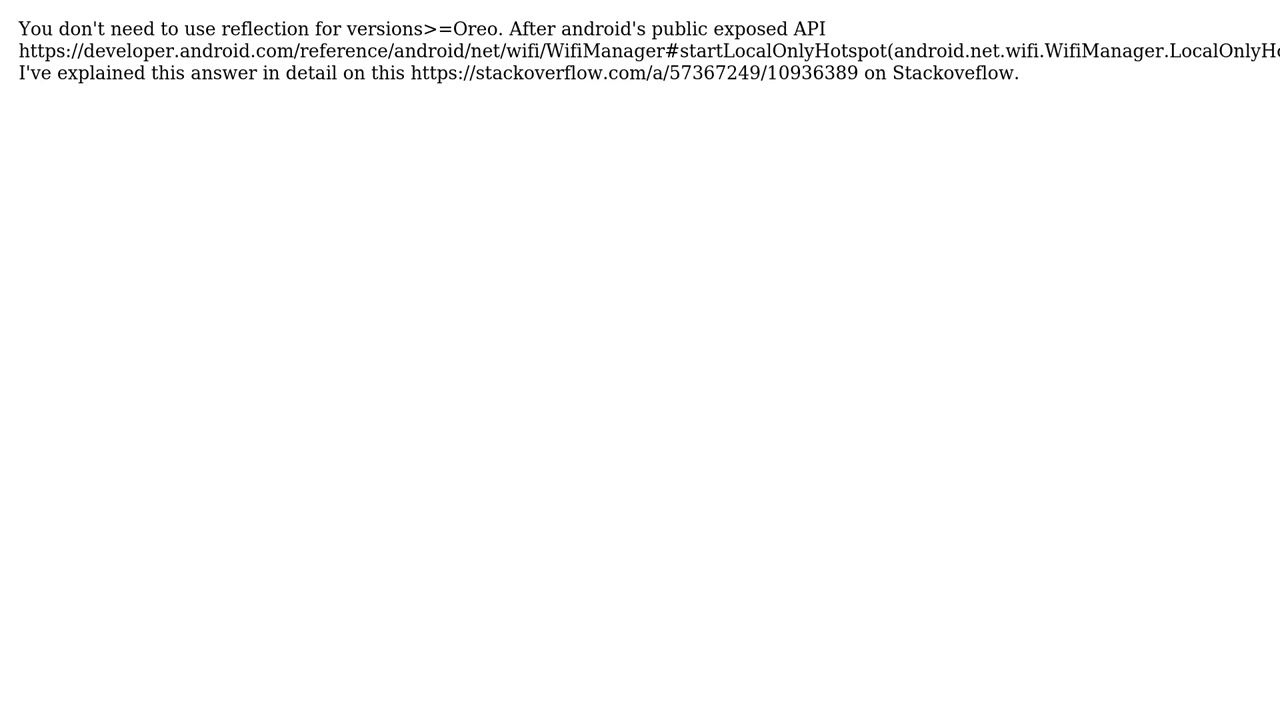 You don't need to use reflection for versions>=Oreo. After android's public exposed API
https://developer.android.com/reference/android/net/wifi/WifiManager#startLocalOnlyHotspot(android.net.wifi.WifiManager.LocalOnlyHo
I've explained this answer in detail on this https://stackoverflow.com/a/57367249/10936389 on Stackoveflow.